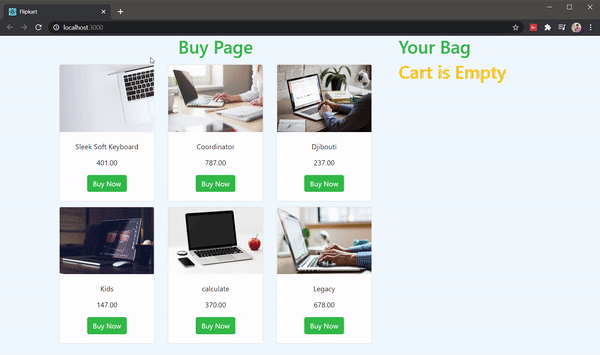 Flipkart
localhost:3000
Buy Page
Your Bag
Cart is Empty
Sleek Soft Keyboard
401.00
Buy Now
Coordinator
787.00
Buy Now
Djibouti
237.00
Buy Now
Kids
147.00
Buy Now
calculate
370.00
Buy Now
Legacy
678.00
Buy Now